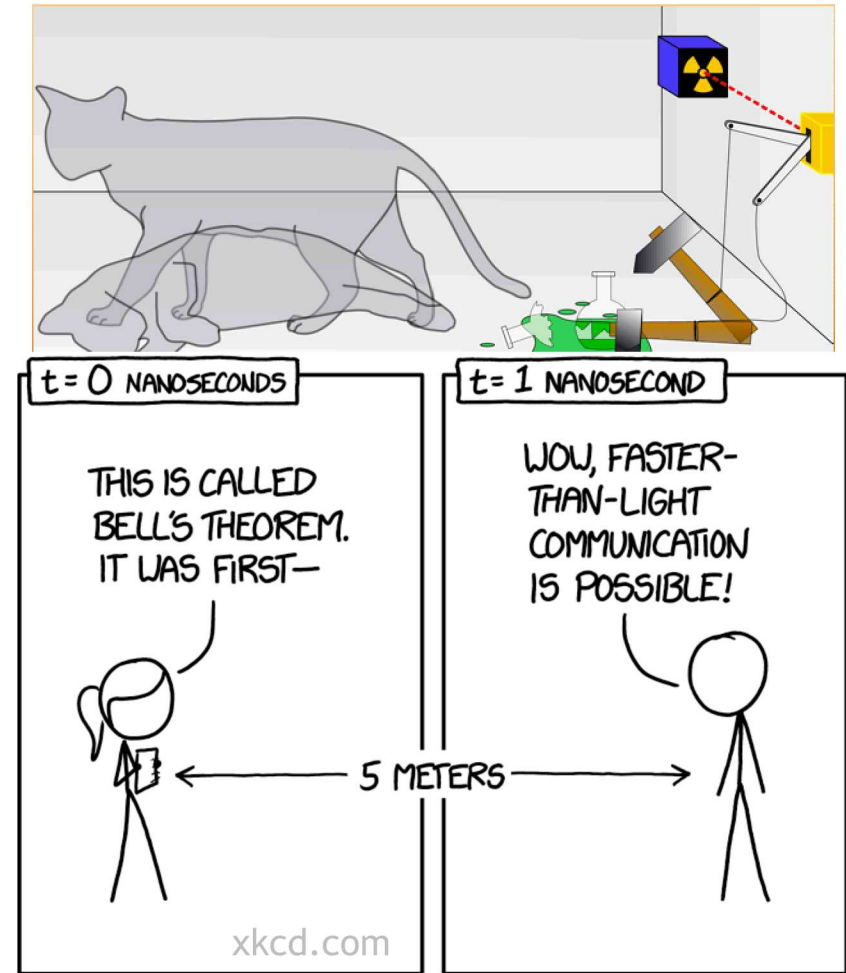 t = 0 NANOSECONDS
THIS IS CALLED
BELL'S THEOREM.
IT WAS FIRST—
t = 1 NANOSECOND
WOW, FASTER-
THAN-LIGHT
COMMUNICATION
IS POSSIBLE!
5 METERS
xkcd.com